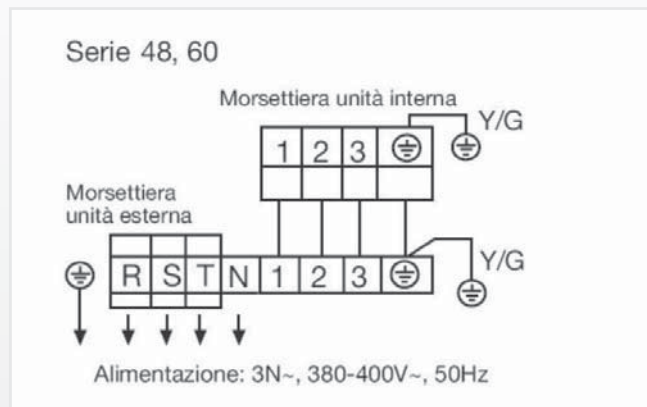 Serie 48, 60
Morsettiera unità interna
Y/G
1 2 3
Morsettiera
unità esterna
R S T N 1 2 3
Y/G
Alimentazione: 3N~, 380-400V~, 50Hz